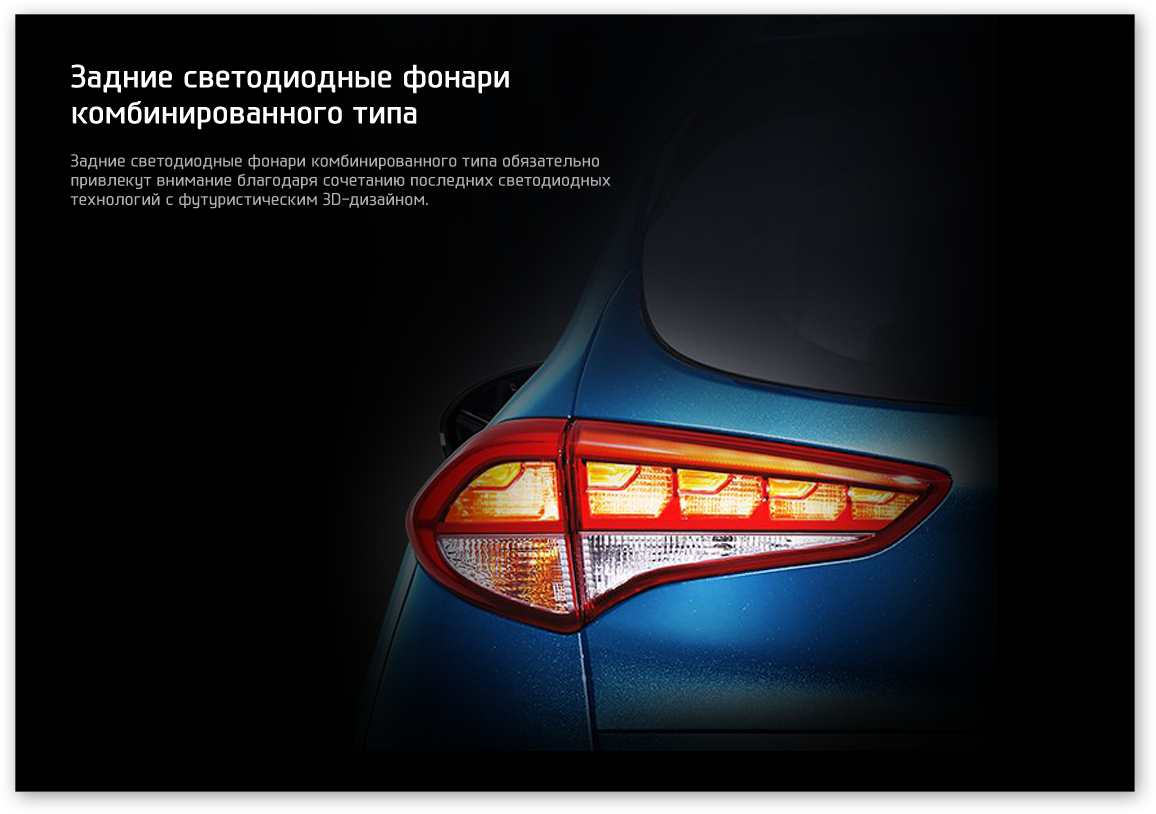 Задние светодиодные фонари
комбинированного типа
Задние светодиодные фонари комбинированного типа обязательно
привлекут внимание благодаря сочетанию последних светодиодных
технологий с футуристическим 3D-дизайном.